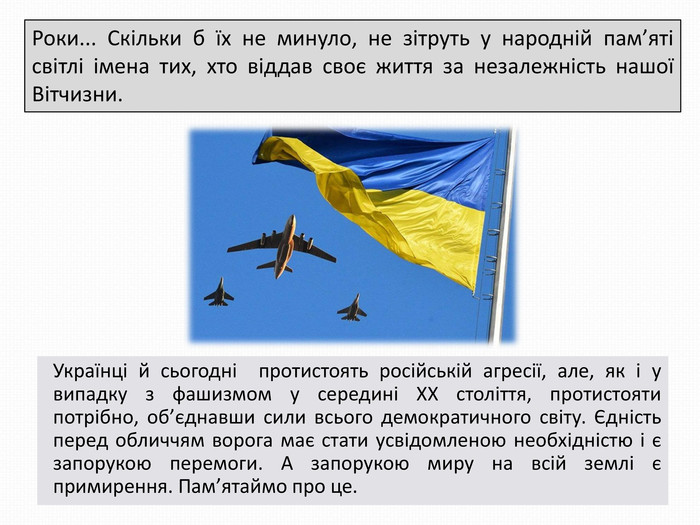 Роки... Скільки б їх не минуло, не зітруть у народній пам’яті
світлі імена тих, хто віддав своє життя за незалежність нашої
Вітчизни.
Українці й сьогодні протистоять російській агресії, але, як і у
випадку з фашизмом у середині ХХ століття, протистояти
потрібно, об’єднавши сили всього демократичного світу. Єдність
перед обличчям ворога має стати усвідомленою необхідністю і є
запорукою перемоги. А запорукою миру на всій землі є
примирення. Пам’ятаймо про це.